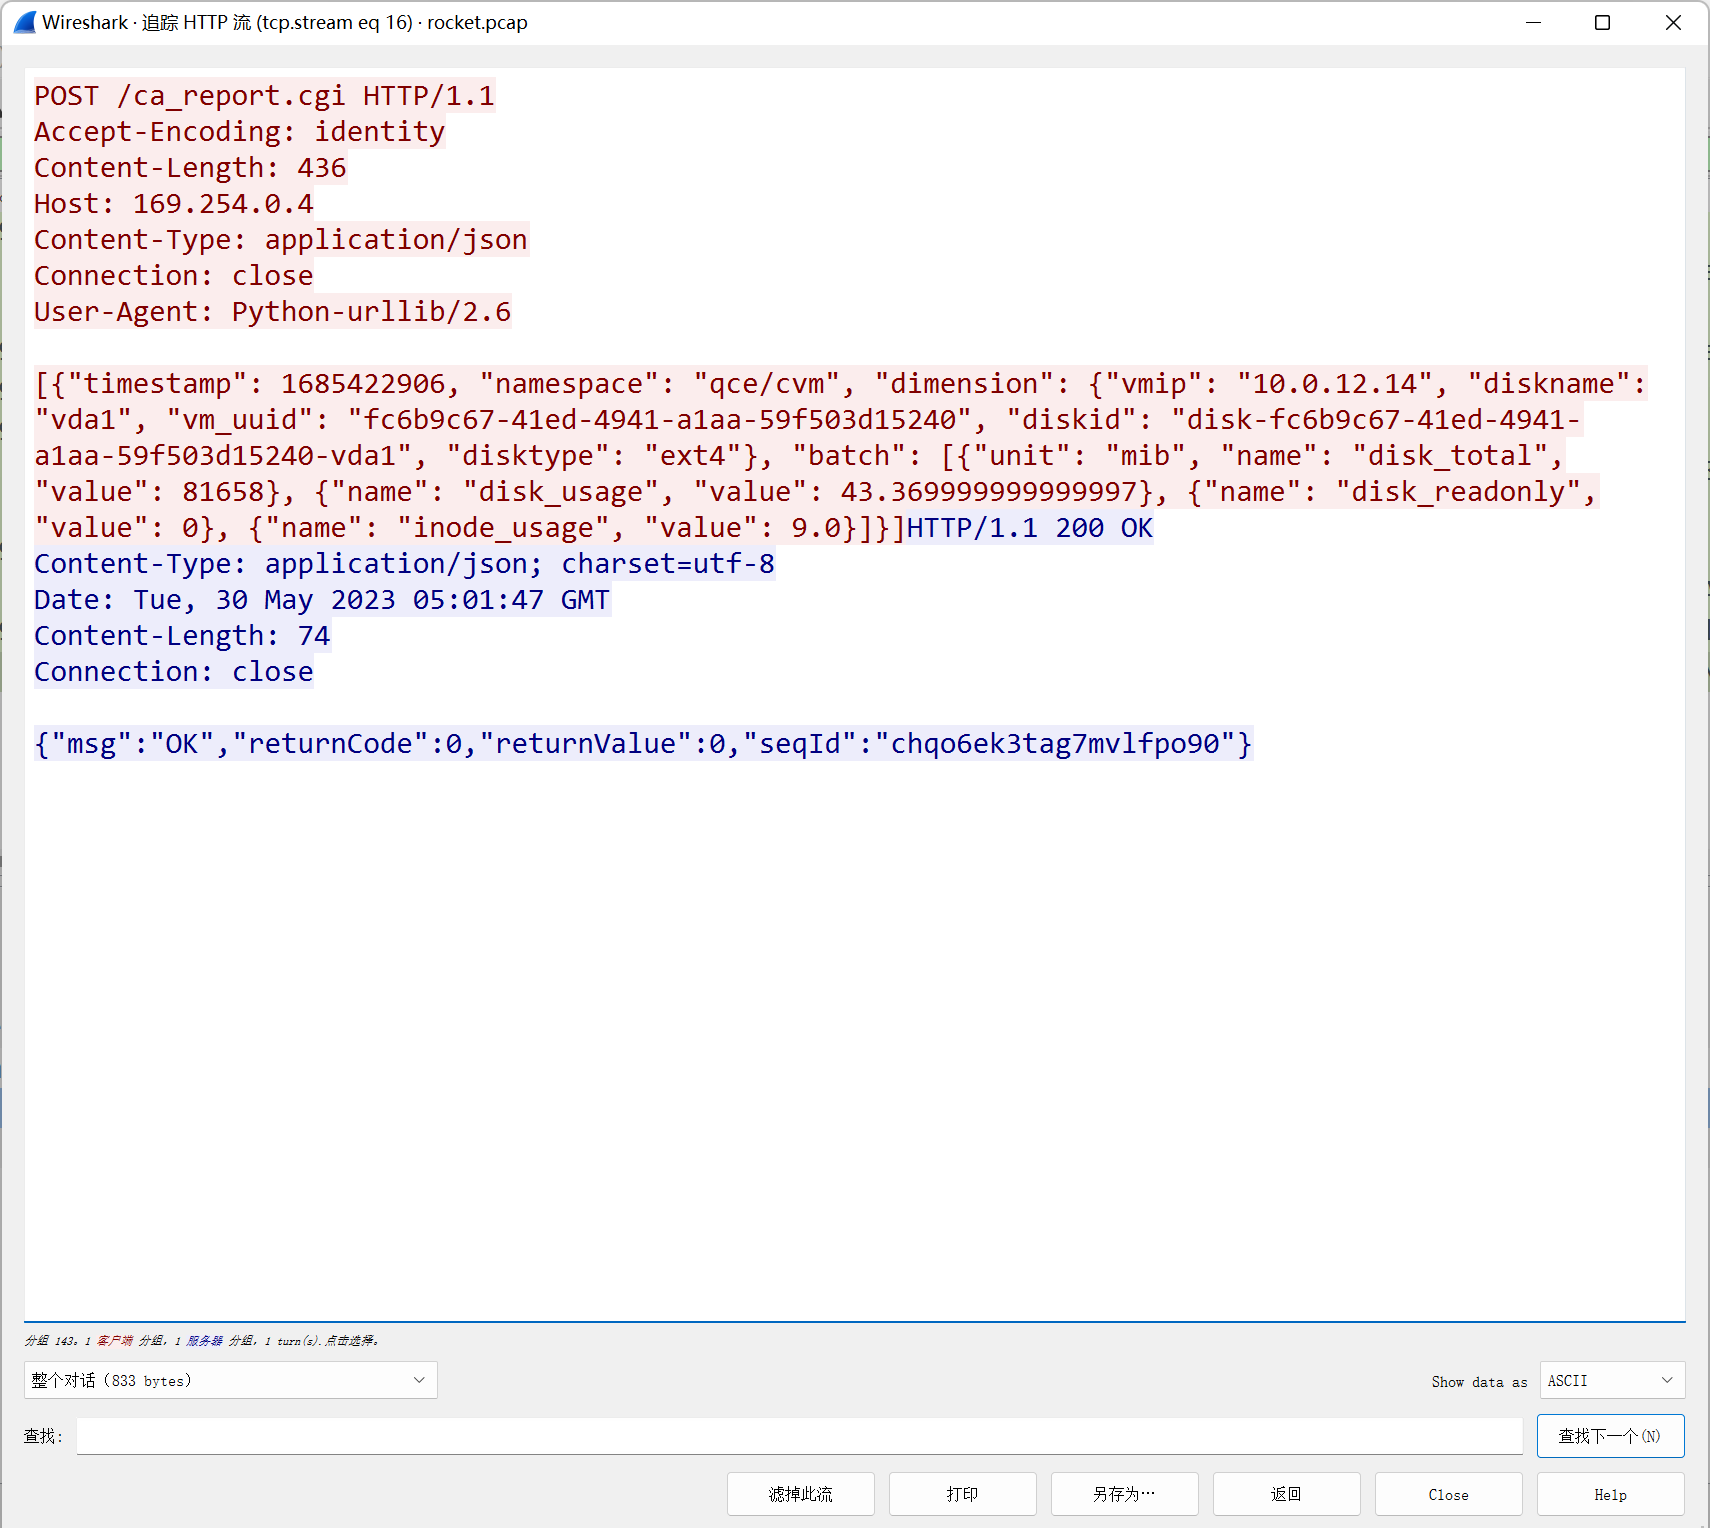 Wireshark · 追踪 HTTP 流 (tcp.stream eq 16) · rocket.pcap
POST /ca_report.cgi HTTP/1.1
Accept-Encoding: identity
Content-Length: 436
Host: 169.254.0.4
Content-Type: application/json
Connection: close
User-Agent: Python-urllib/2.6
[{"timestamp": 1685422906, "namespace": "qce/cvm", "dimension": {"vmip": "10.0.12.14", "diskname":
"vda1", "vm_uuid": "fc6b9c67-41ed-4941-a1aa-59f503d15240", "diskid": "disk-fc6b9c67-41ed-4941-
a1aa-59f503d15240-vda1", "disktype": "ext4"}, "batch": [{"unit": "mib", "name": "disk_total",
"value": 81658}, {"name": "disk_usage", "value": 43.369999999999997}, {"name": "disk_readonly",
"value": 0}, {"name": "inode_usage", "value": 9.0}]}]HTTP/1.1 200 OK
Content-Type: application/json; charset=utf-8
Date: Tue, 30 May 2023 05:01:47 GMT
Content-Length: 74
Connection: close
{"msg":"OK","returnCode":0,"returnValue":0,"seqId":"chqo6ek3tag7mvlfpo90"}
分组 143。1 客户端 分组，1 服务器 分组，1 turn(s).点击选择。
整个对话（833 bytes）
Show data as ASCII
查找:
查找下一个(N)
滤掉此流 打印 另存为… 返回 Close Help